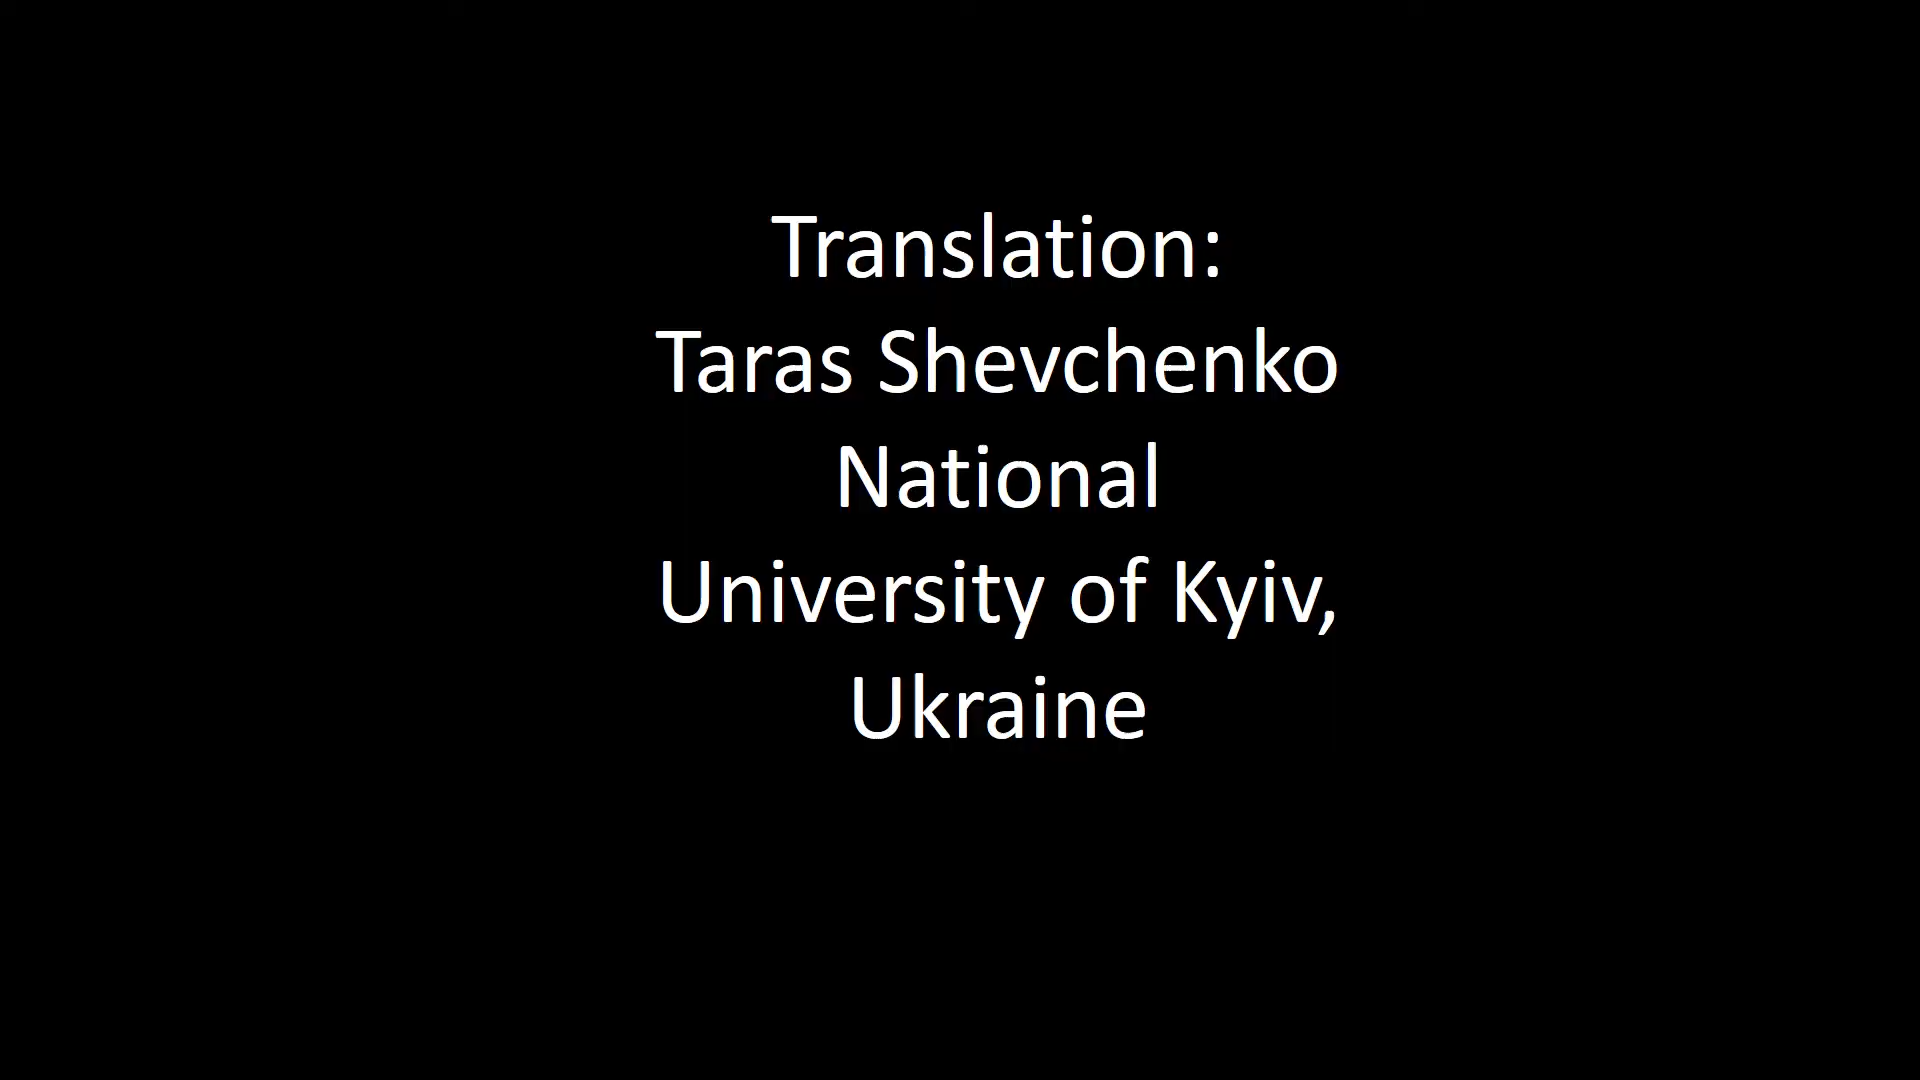 Translation:
Taras Shevchenko
National
University of Kyiv,
Ukraine